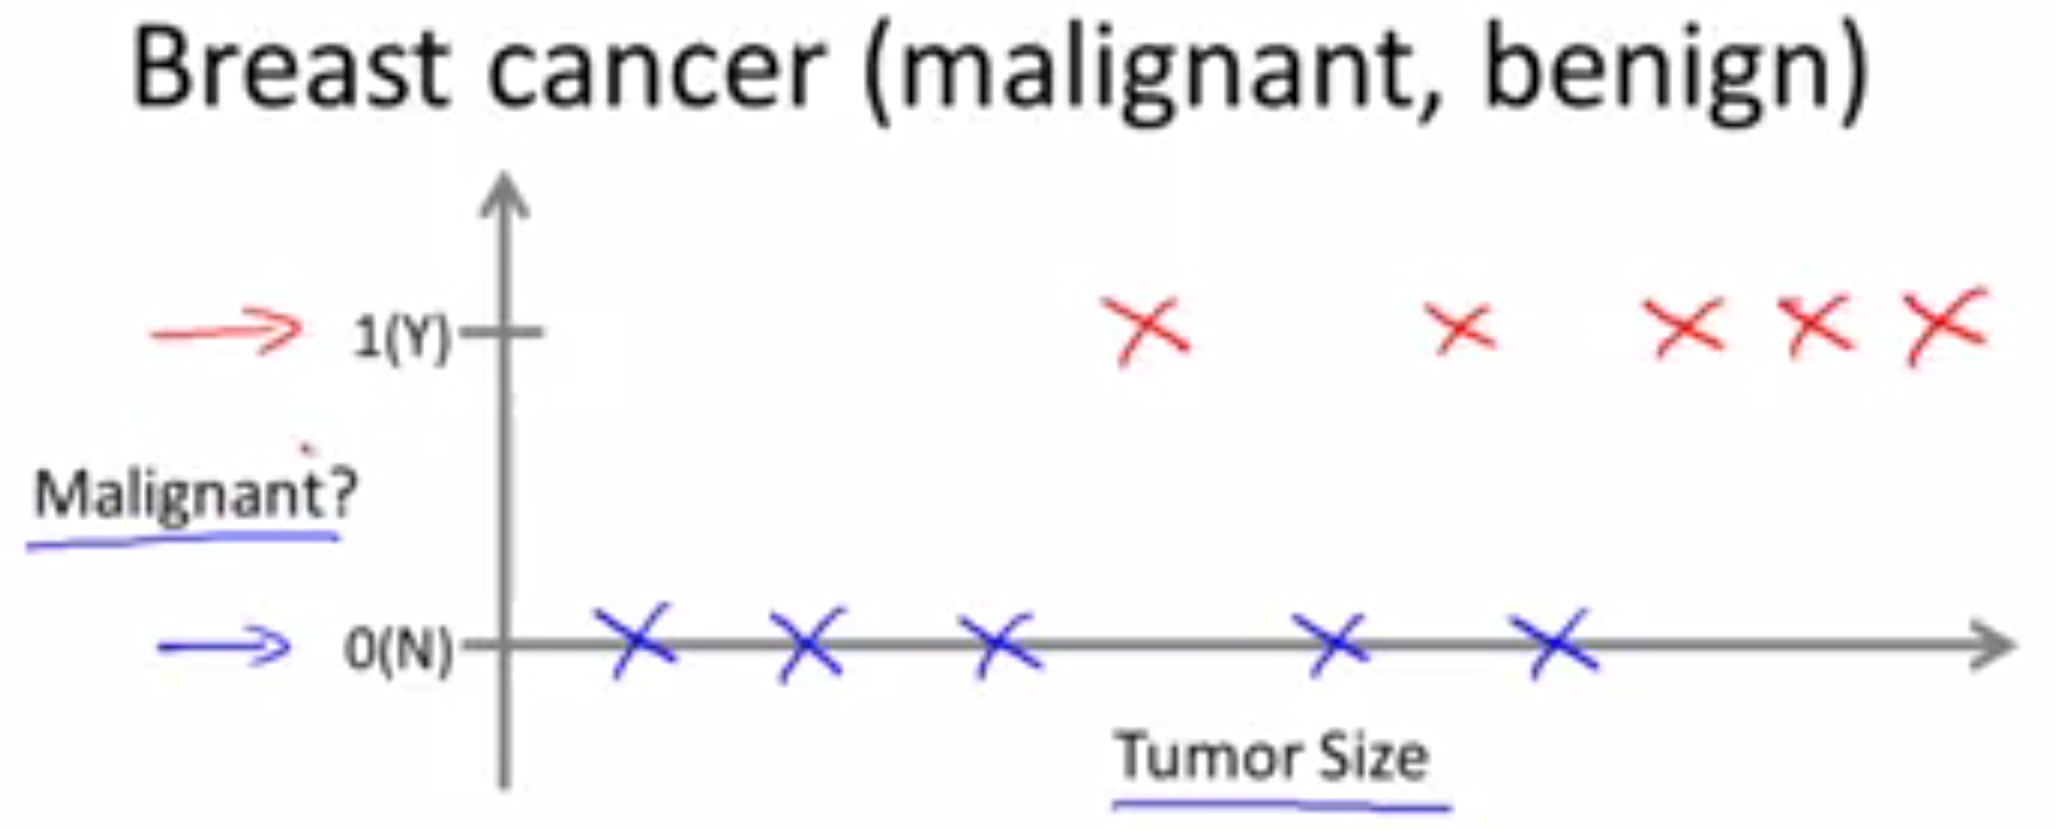 Breast cancer (malignant, benign)
1(Y)
Malignant?
0(N)
Tumor Size